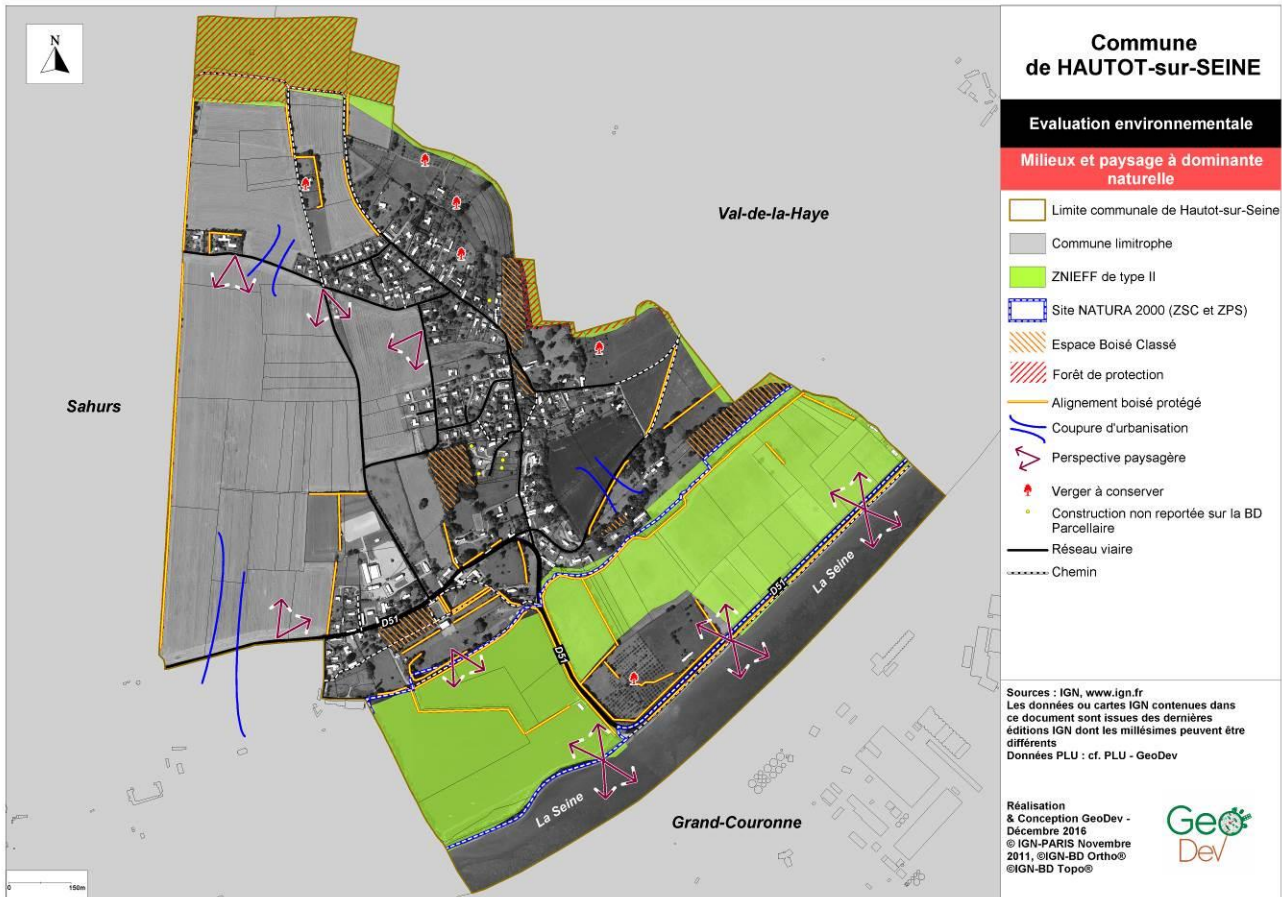 N
Val-de-la-Haye
Sahurs
D51
D51
D51
La Seine
La Seine
Grand-Couronne
0 150m
Commune
de HAUTOT-sur-SEINE
Evaluation environnementale
Milieux et paysage à dominante
naturelle
Limite communale de Hautot-sur-Seine
Commune limitrophe
ZNIEFF de type II
Site NATURA 2000 (ZSC et ZPS)
Espace Boisé Classé
Forêt de protection
Alignement boisé protégé
Coupure d'urbanisation
Perspective paysagère
Verger à conserver
Construction non reportée sur la BD
Parcellaire
Réseau viaire
Chemin
Sources : IGN, www.ign.fr
Les données ou cartes IGN contenues dans
ce document sont issues des dernières
éditions IGN dont les millésimes peuvent être
différents
Données PLU : cf. PLU - GeoDev
Réalisation
& Conception GeoDev -
Décembre 2016
© IGN-PARIS Novembre
2011, ©IGN-BD Ortho®
©IGN-BD Topo®
Geo
Dev